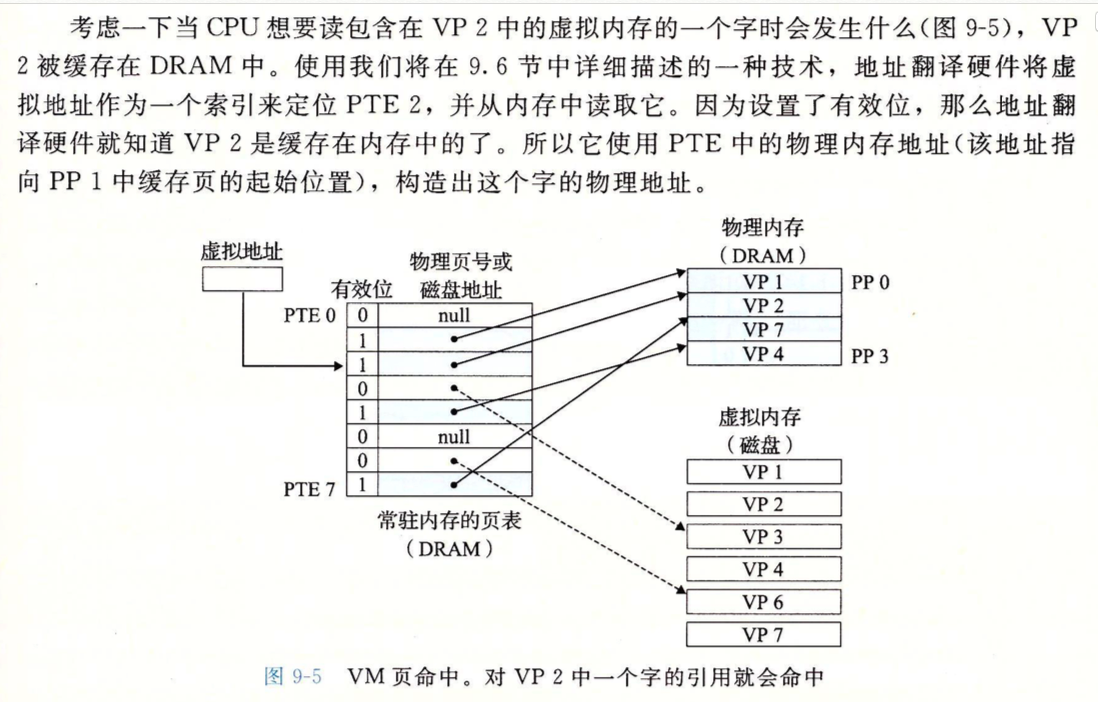 考虑一下当 CPU 想要读包含在 VP 2 中的虚拟内存的一个字时会发生什么(图 9-5)，VP
2 被缓存在 DRAM 中。使用我们将在 9.6 节中详细描述的一种技术，地址翻译硬件将虚
拟地址作为一个索引来定位 PTE 2，并从内存中读取它。因为设置了有效位，那么地址翻
译硬件就知道 VP 2 是缓存在内存中的了。所以它使用 PTE 中的物理内存地址(该地址指
向 PP 1 中缓存页的起始位置)，构造出这个字的物理地址。
虚拟地址
物理页号或
有效位 磁盘地址
PTE 0 0 null
1
1
0
1
0 null
0
PTE 7 1
常驻内存的页表
(DRAM)
物理内存
(DRAM)
VP 1 PP 0
VP 2
VP 7
VP 4 PP 3
虚拟内存
(磁盘)
VP 1
VP 2
VP 3
VP 4
VP 6
VP 7
图 9-5 VM 页命中。对 VP 2 中一个字的引用就会命中